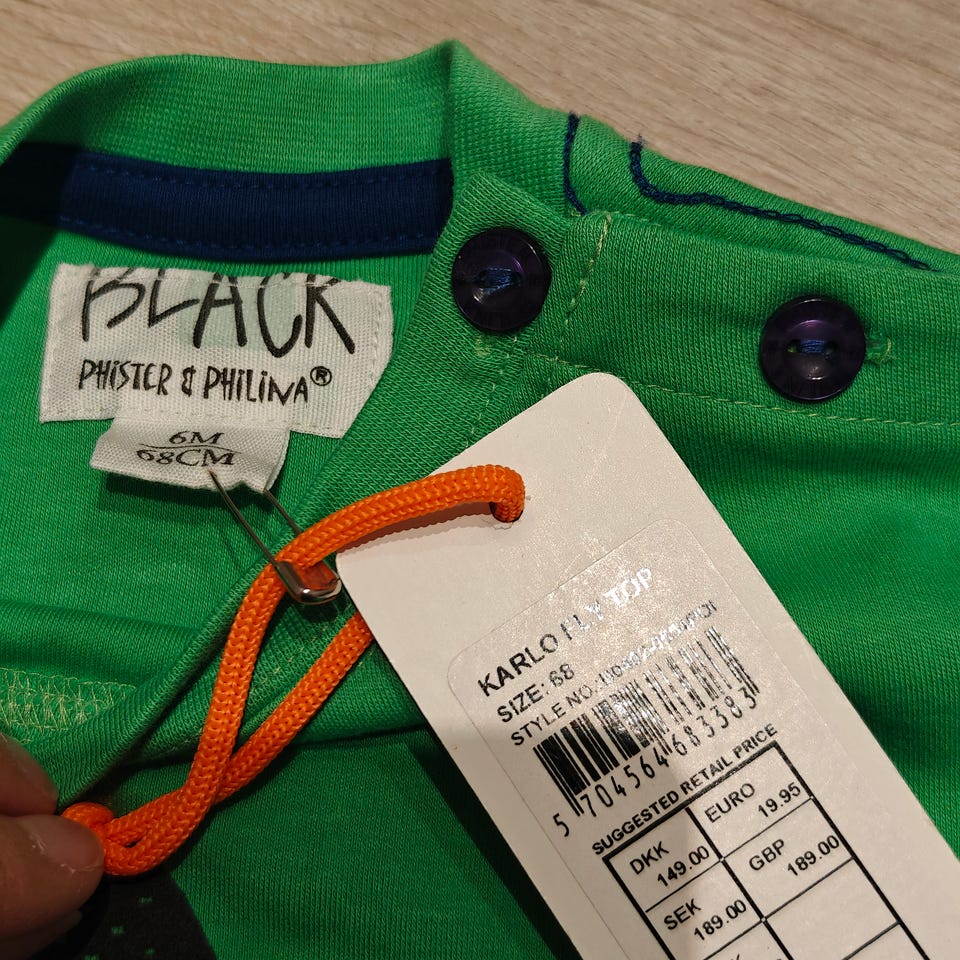 BLACK
PHiSTER & PHiLiNA®
6M
68CM
KARLO FLY TOP
SIZE: 68
STYLE NO.:
5 704564 683383
SUGGESTED RETAIL PRICE
DKK 149.00
EURO 19.95
SEK 189.00
GBP 189.00